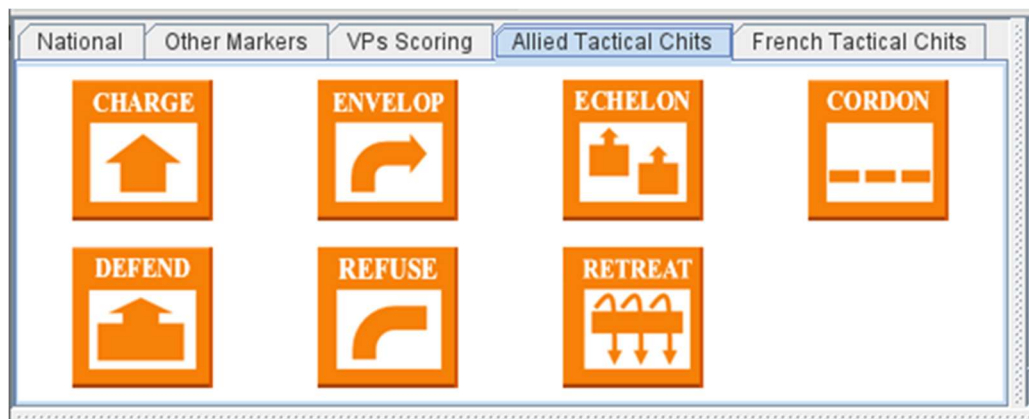 National Other Markers VPs Scoring Allied Tactical Chits French Tactical Chits
CHARGE ENVELOP ECHELON CORDON
DEFEND REFUSE RETREAT